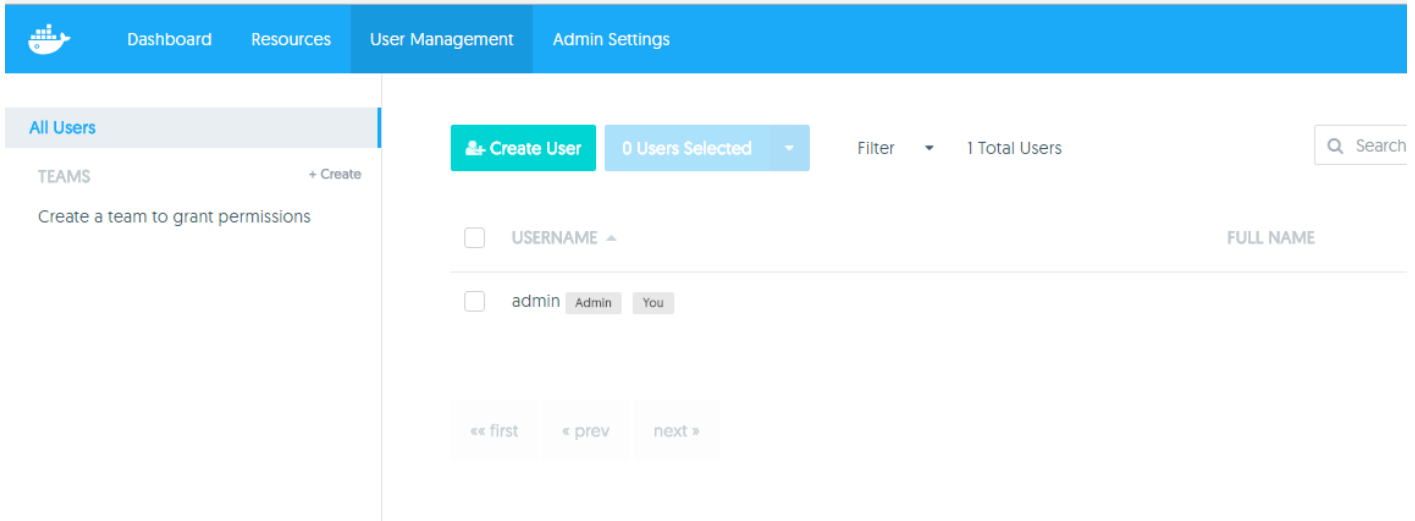 Dashboard Resources User Management Admin Settings
All Users
TEAMS + Create
Create a team to grant permissions
Create User 0 Users Selected Filter 1 Total Users Search
USERNAME FULL NAME
admin Admin You
«« first « prev next »